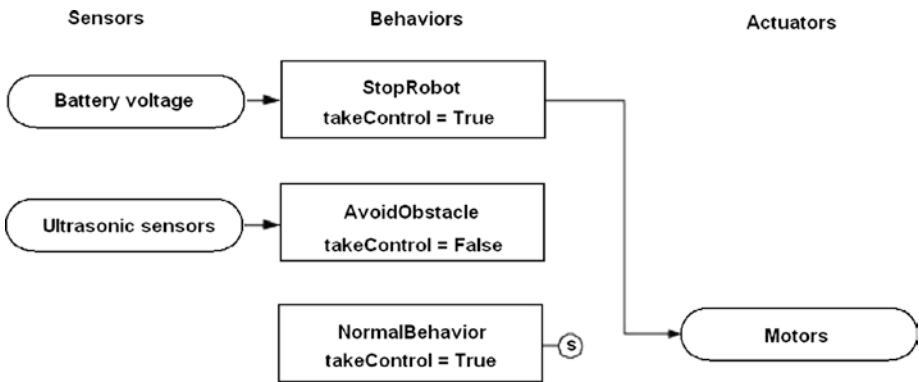 Sensors
Behaviors
Actuators
Battery voltage
StopRobot
takeControl = True
Ultrasonic sensors
AvoidObstacle
takeControl = False
NormalBehavior
takeControl = True
S
Motors